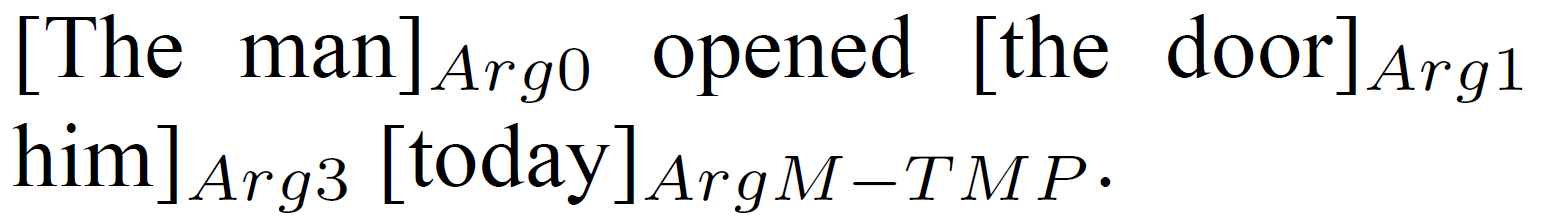 [The man]Arg0 opened [the door]Arg1
him]Arg3 [today]ArgM−TMP.